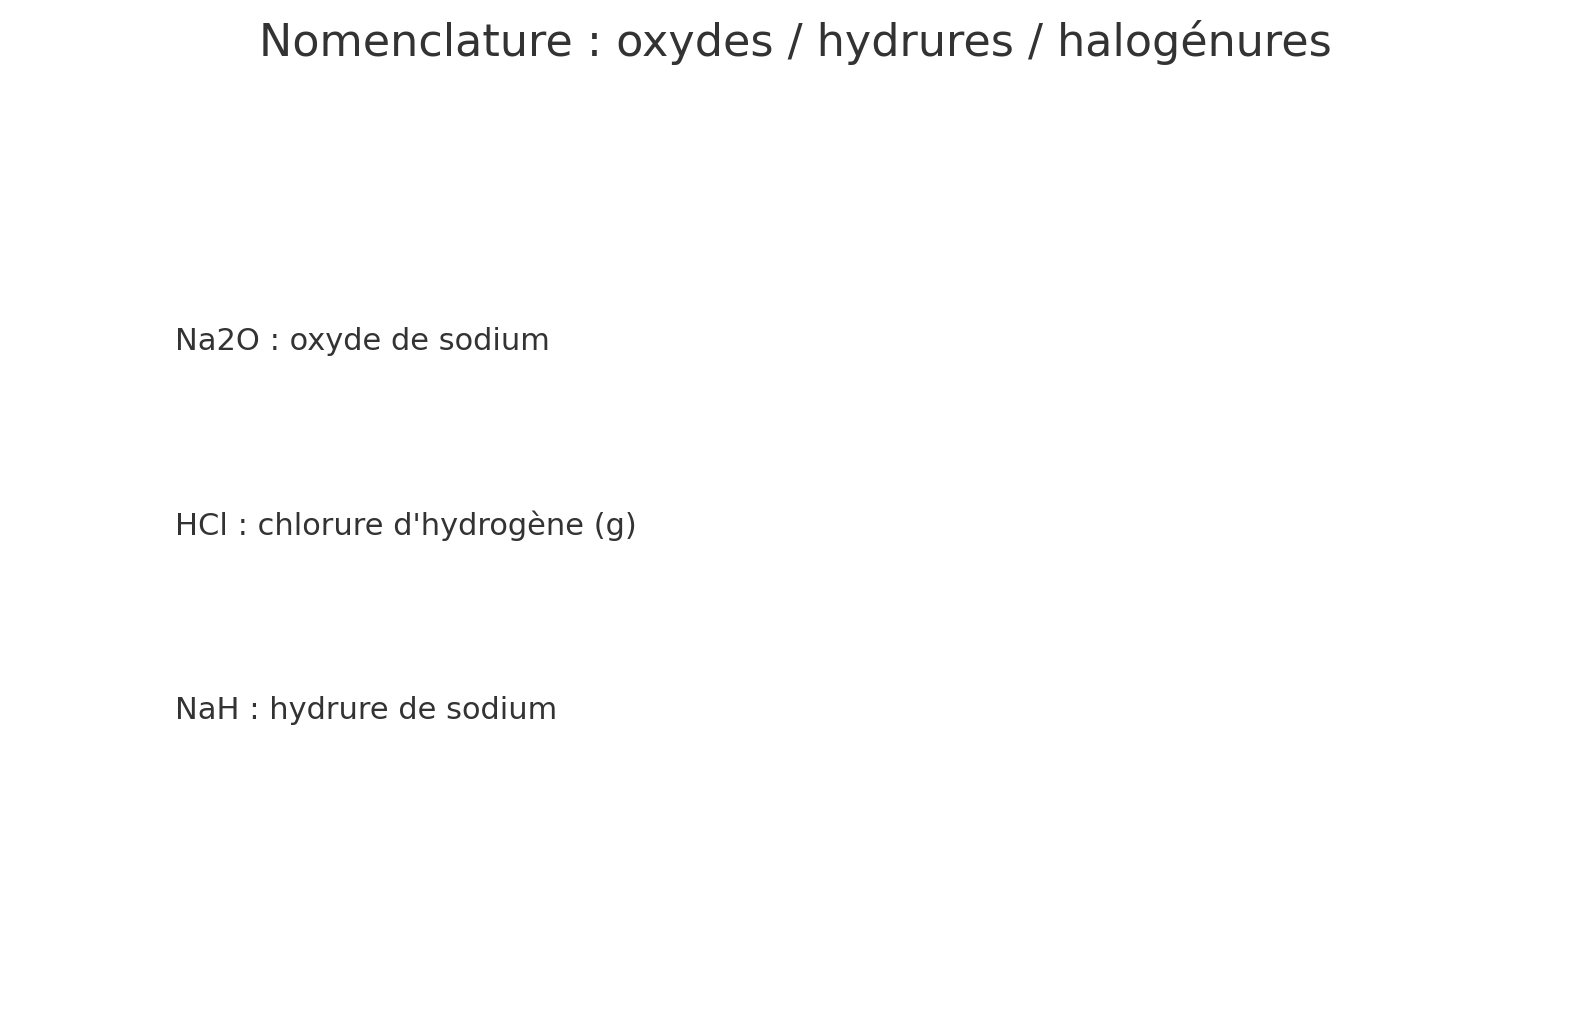 Nomenclature : oxydes / hydrures / halogénures
Na2O : oxyde de sodium
HCl : chlorure d'hydrogène (g)
NaH : hydrure de sodium